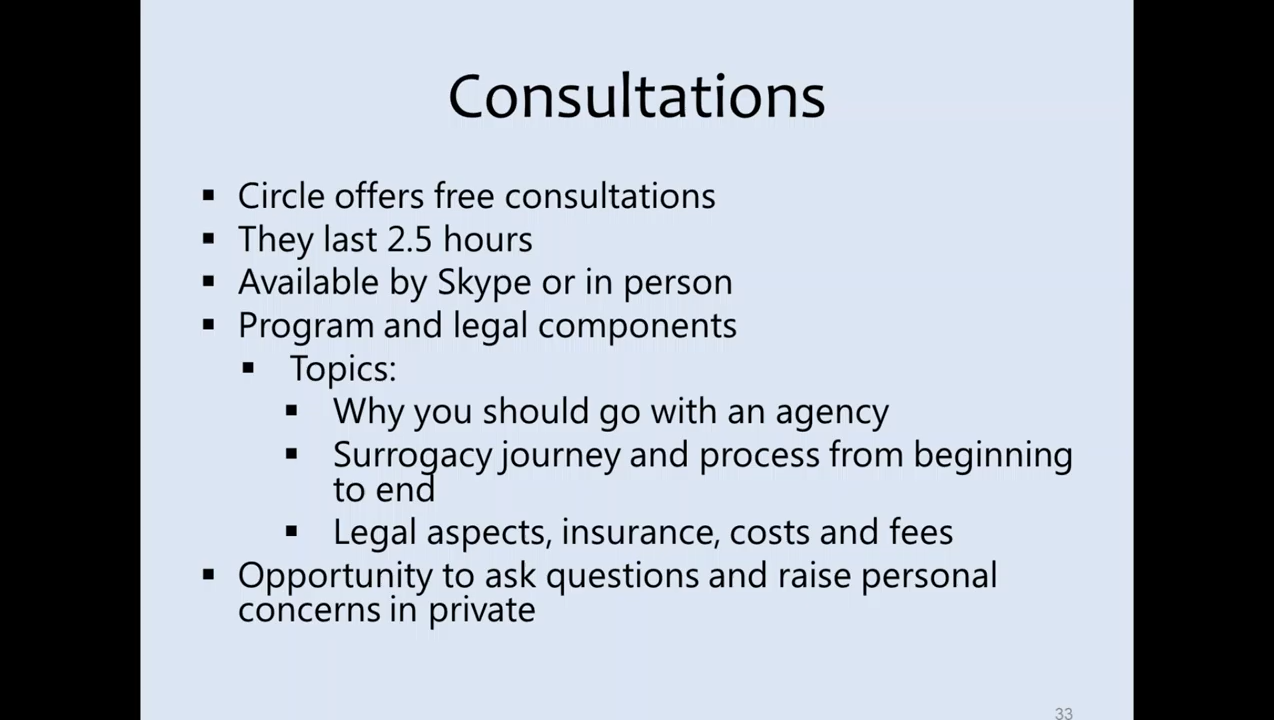 Consultations
▪ Circle offers free consultations
▪ They last 2.5 hours
▪ Available by Skype or in person
▪ Program and legal components
▪ Topics:
▪ Why you should go with an agency
▪ Surrogacy journey and process from beginning
to end
▪ Legal aspects, insurance, costs and fees
▪ Opportunity to ask questions and raise personal
concerns in private
33